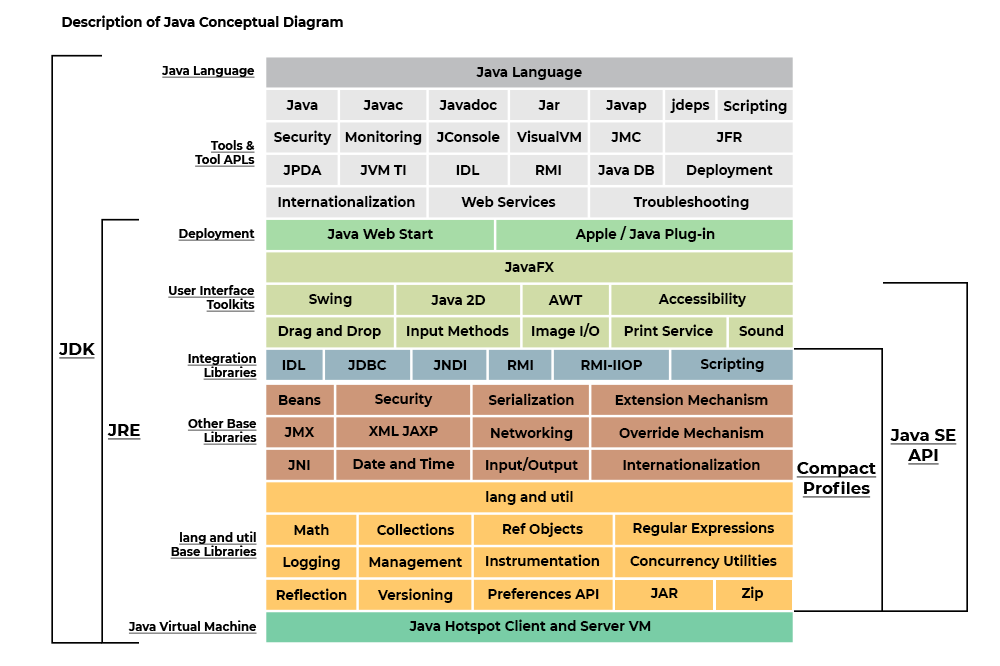 Description of Java Conceptual Diagram
Java Language
Java Language
Java Javac Javadoc Jar Javap jdeps Scripting
Security Monitoring JConsole VisualVM JMC JFR
Tools &
Tool APLs
JPDA JVM TI IDL RMI Java DB Deployment
Internationalization Web Services Troubleshooting
Deployment
Java Web Start Apple / Java Plug-in
JavaFX
User Interface
Toolkits
Swing Java 2D AWT Accessibility
Drag and Drop Input Methods Image I/O Print Service Sound
JDK
Integration
Libraries
IDL JDBC JNDI RMI RMI-IIOP Scripting
Beans Security Serialization Extension Mechanism
JRE
Other Base
Libraries
JMX XML JAXP Networking Override Mechanism
Java SE
API
JNI Date and Time Input/Output Internationalization
Compact
Profiles
lang and util
Math Collections Ref Objects Regular Expressions
lang and util
Base Libraries
Logging Management Instrumentation Concurrency Utilities
Reflection Versioning Preferences API JAR Zip
Java Virtual Machine
Java Hotspot Client and Server VM